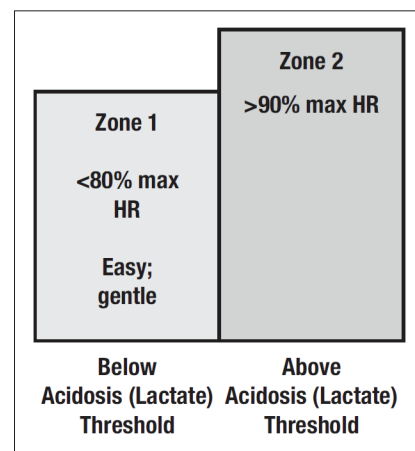 Zone 1
<80% max
HR
Easy;
gentle
Zone 2
>90% max HR
Below
Acidosis (Lactate)
Threshold
Above
Acidosis (Lactate)
Threshold